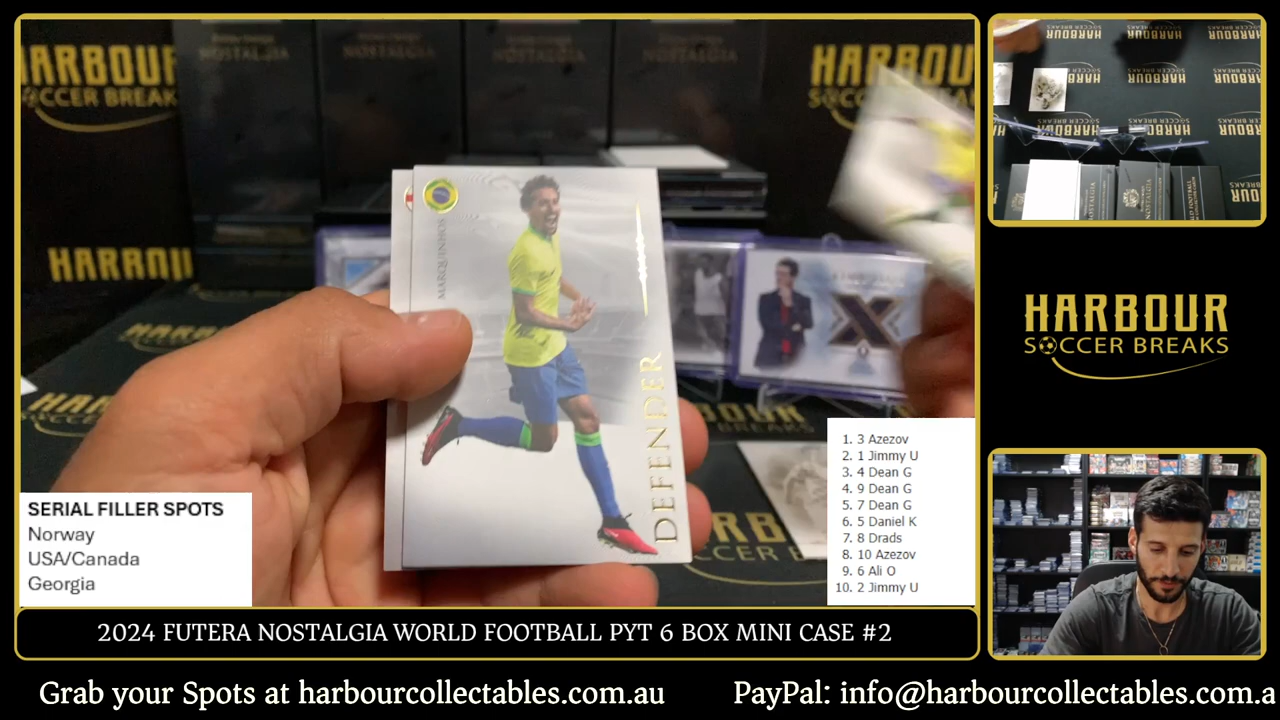 NOSTALGIA
NOSTALGIA
NOSTALGIA
NOSTALGIA
HARBOUR
SOCCER BREAKS
HARBOUR
HARBOUR
MARQUINHOS
DEFENDER
X
SERIAL FILLER SPOTS
Norway
USA/Canada
Georgia
1. 3 Azezov
2. 1 Jimmy U
3. 4 Dean G
4. 9 Dean G
5. 7 Dean G
6. 5 Daniel K
7. 8 Drads
8. 10 Azezov
9. 6 Ali O
10. 2 Jimmy U
HARBOUR
SOCCER BREAKS
2024 FUTERA NOSTALGIA WORLD FOOTBALL PYT 6 BOX MINI CASE #2
Grab your Spots at harbourcollectables.com.au PayPal: info@harbourcollectables.com.a